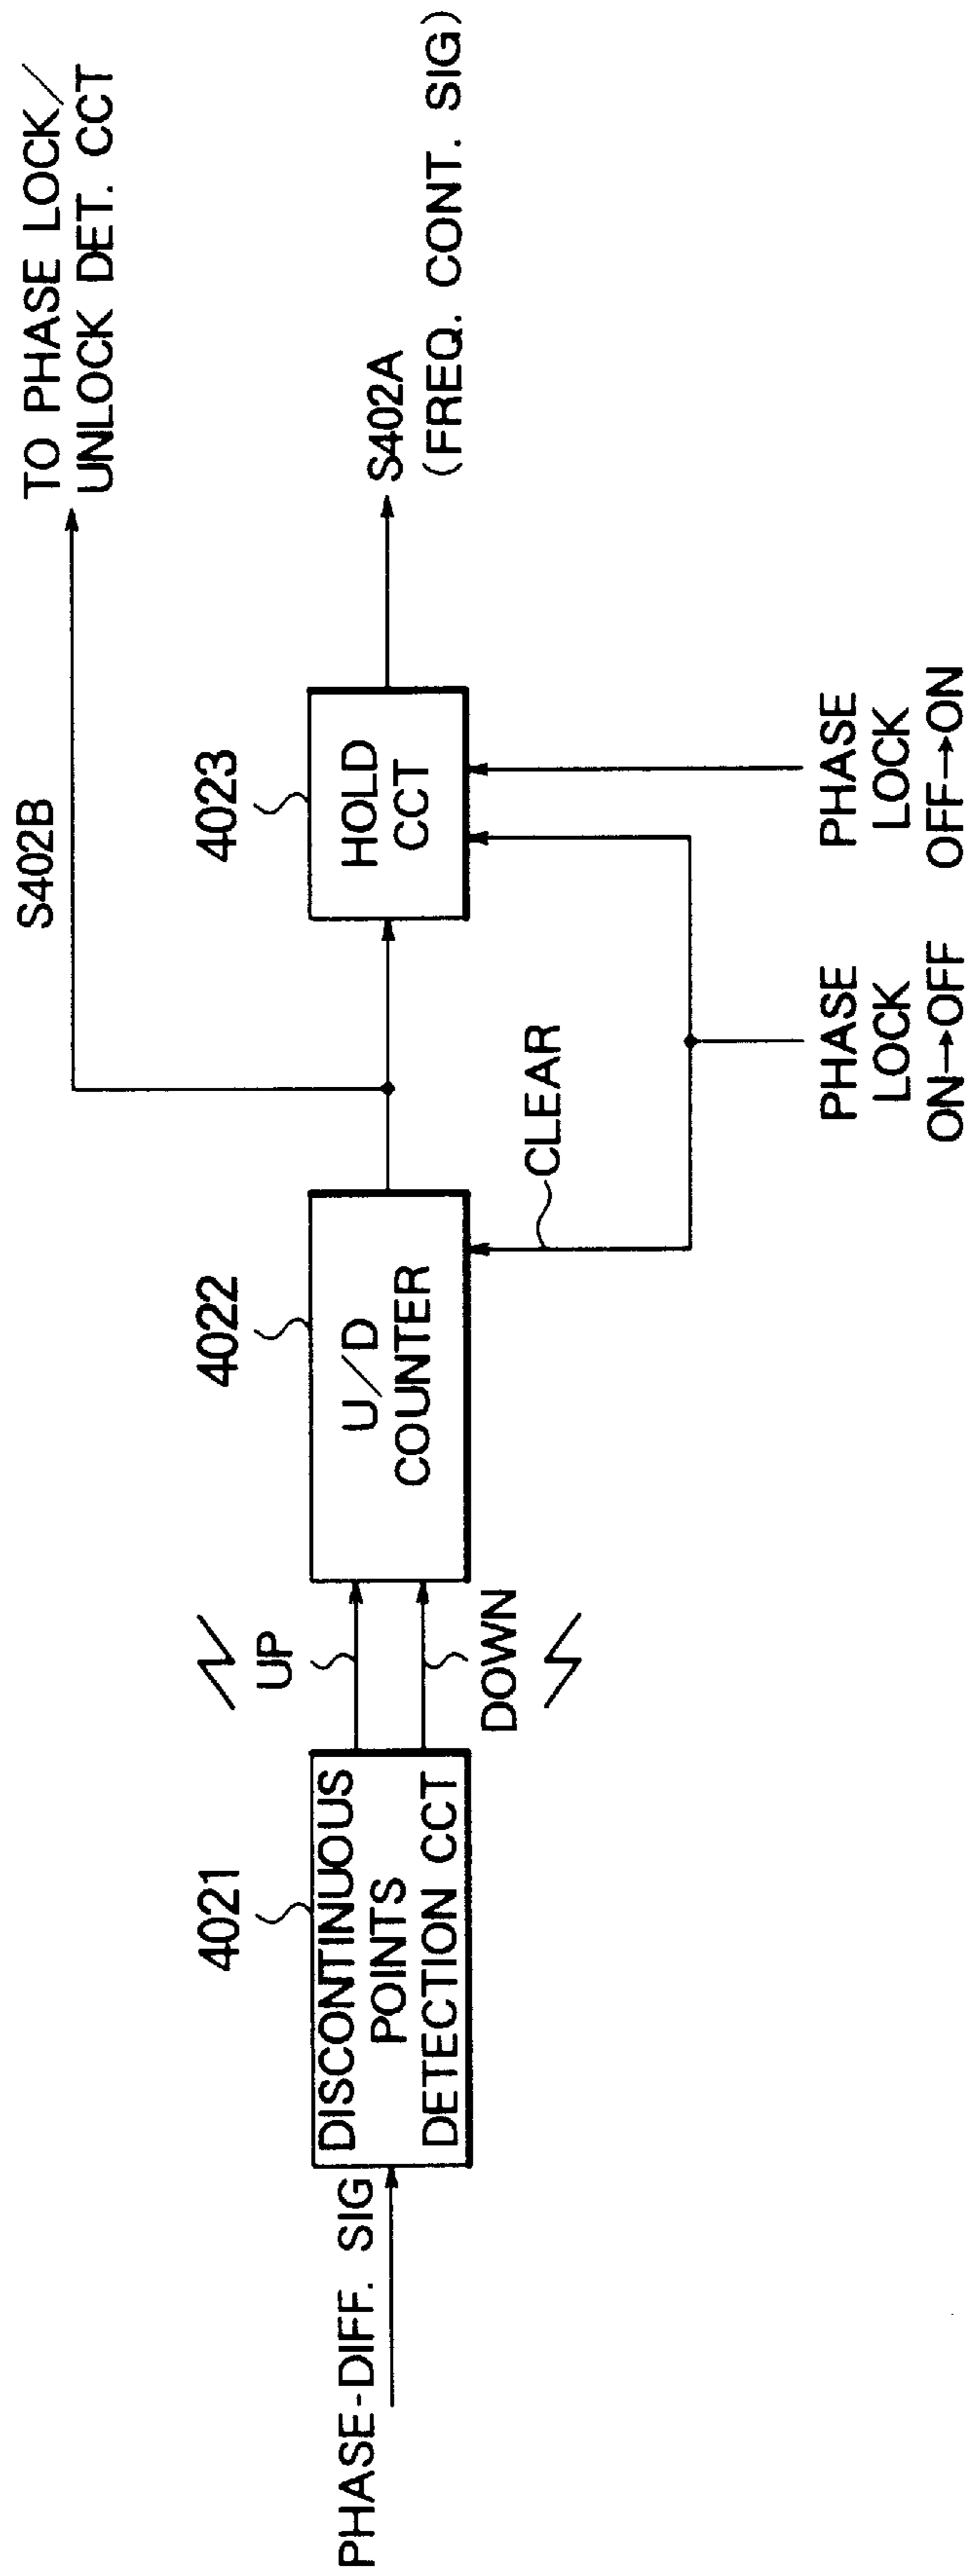 TO PHASE LOCK/
UNLOCK DET. CCT
S402B
S402A
(FREQ. CONT. SIG)
4021
4022
4023
PHASE-DIFF. SIG
DISCONTINUOUS
POINTS
DETECTION CCT
UP
DOWN
U/D
COUNTER
HOLD
CCT
CLEAR
PHASE
LOCK
ON→OFF
PHASE
LOCK
OFF→ON